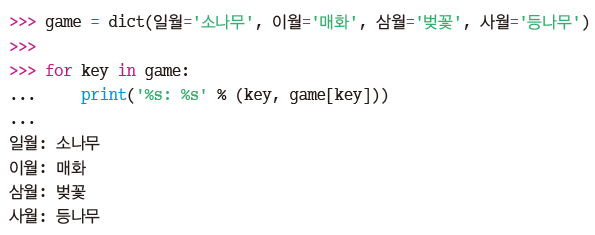 >>> game = dict(일월='소나무', 이월='매화', 삼월='벚꽃', 사월='등나무')
>>>
>>> for key in game:
...     print('%s: %s' % (key, game[key]))
...
일월: 소나무
이월: 매화
삼월: 벚꽃
사월: 등나무